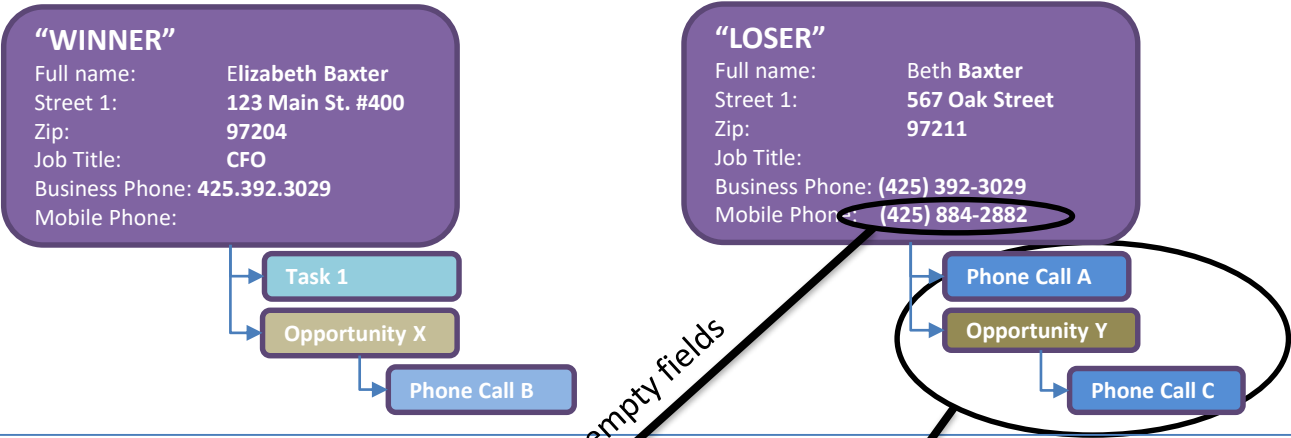 “WINNER”
Full name: Elizabeth Baxter
Street 1: 123 Main St. #400
Zip: 97204
Job Title: CFO
Business Phone: 425.392.3029
Mobile Phone:
Task 1
Opportunity X
Phone Call B
“LOSER”
Full name: Beth Baxter
Street 1: 567 Oak Street
Zip: 97211
Job Title:
Business Phone: (425) 392-3029
Mobile Phone: (425) 884-2882
Phone Call A
Opportunity Y
Phone Call C
empty fields